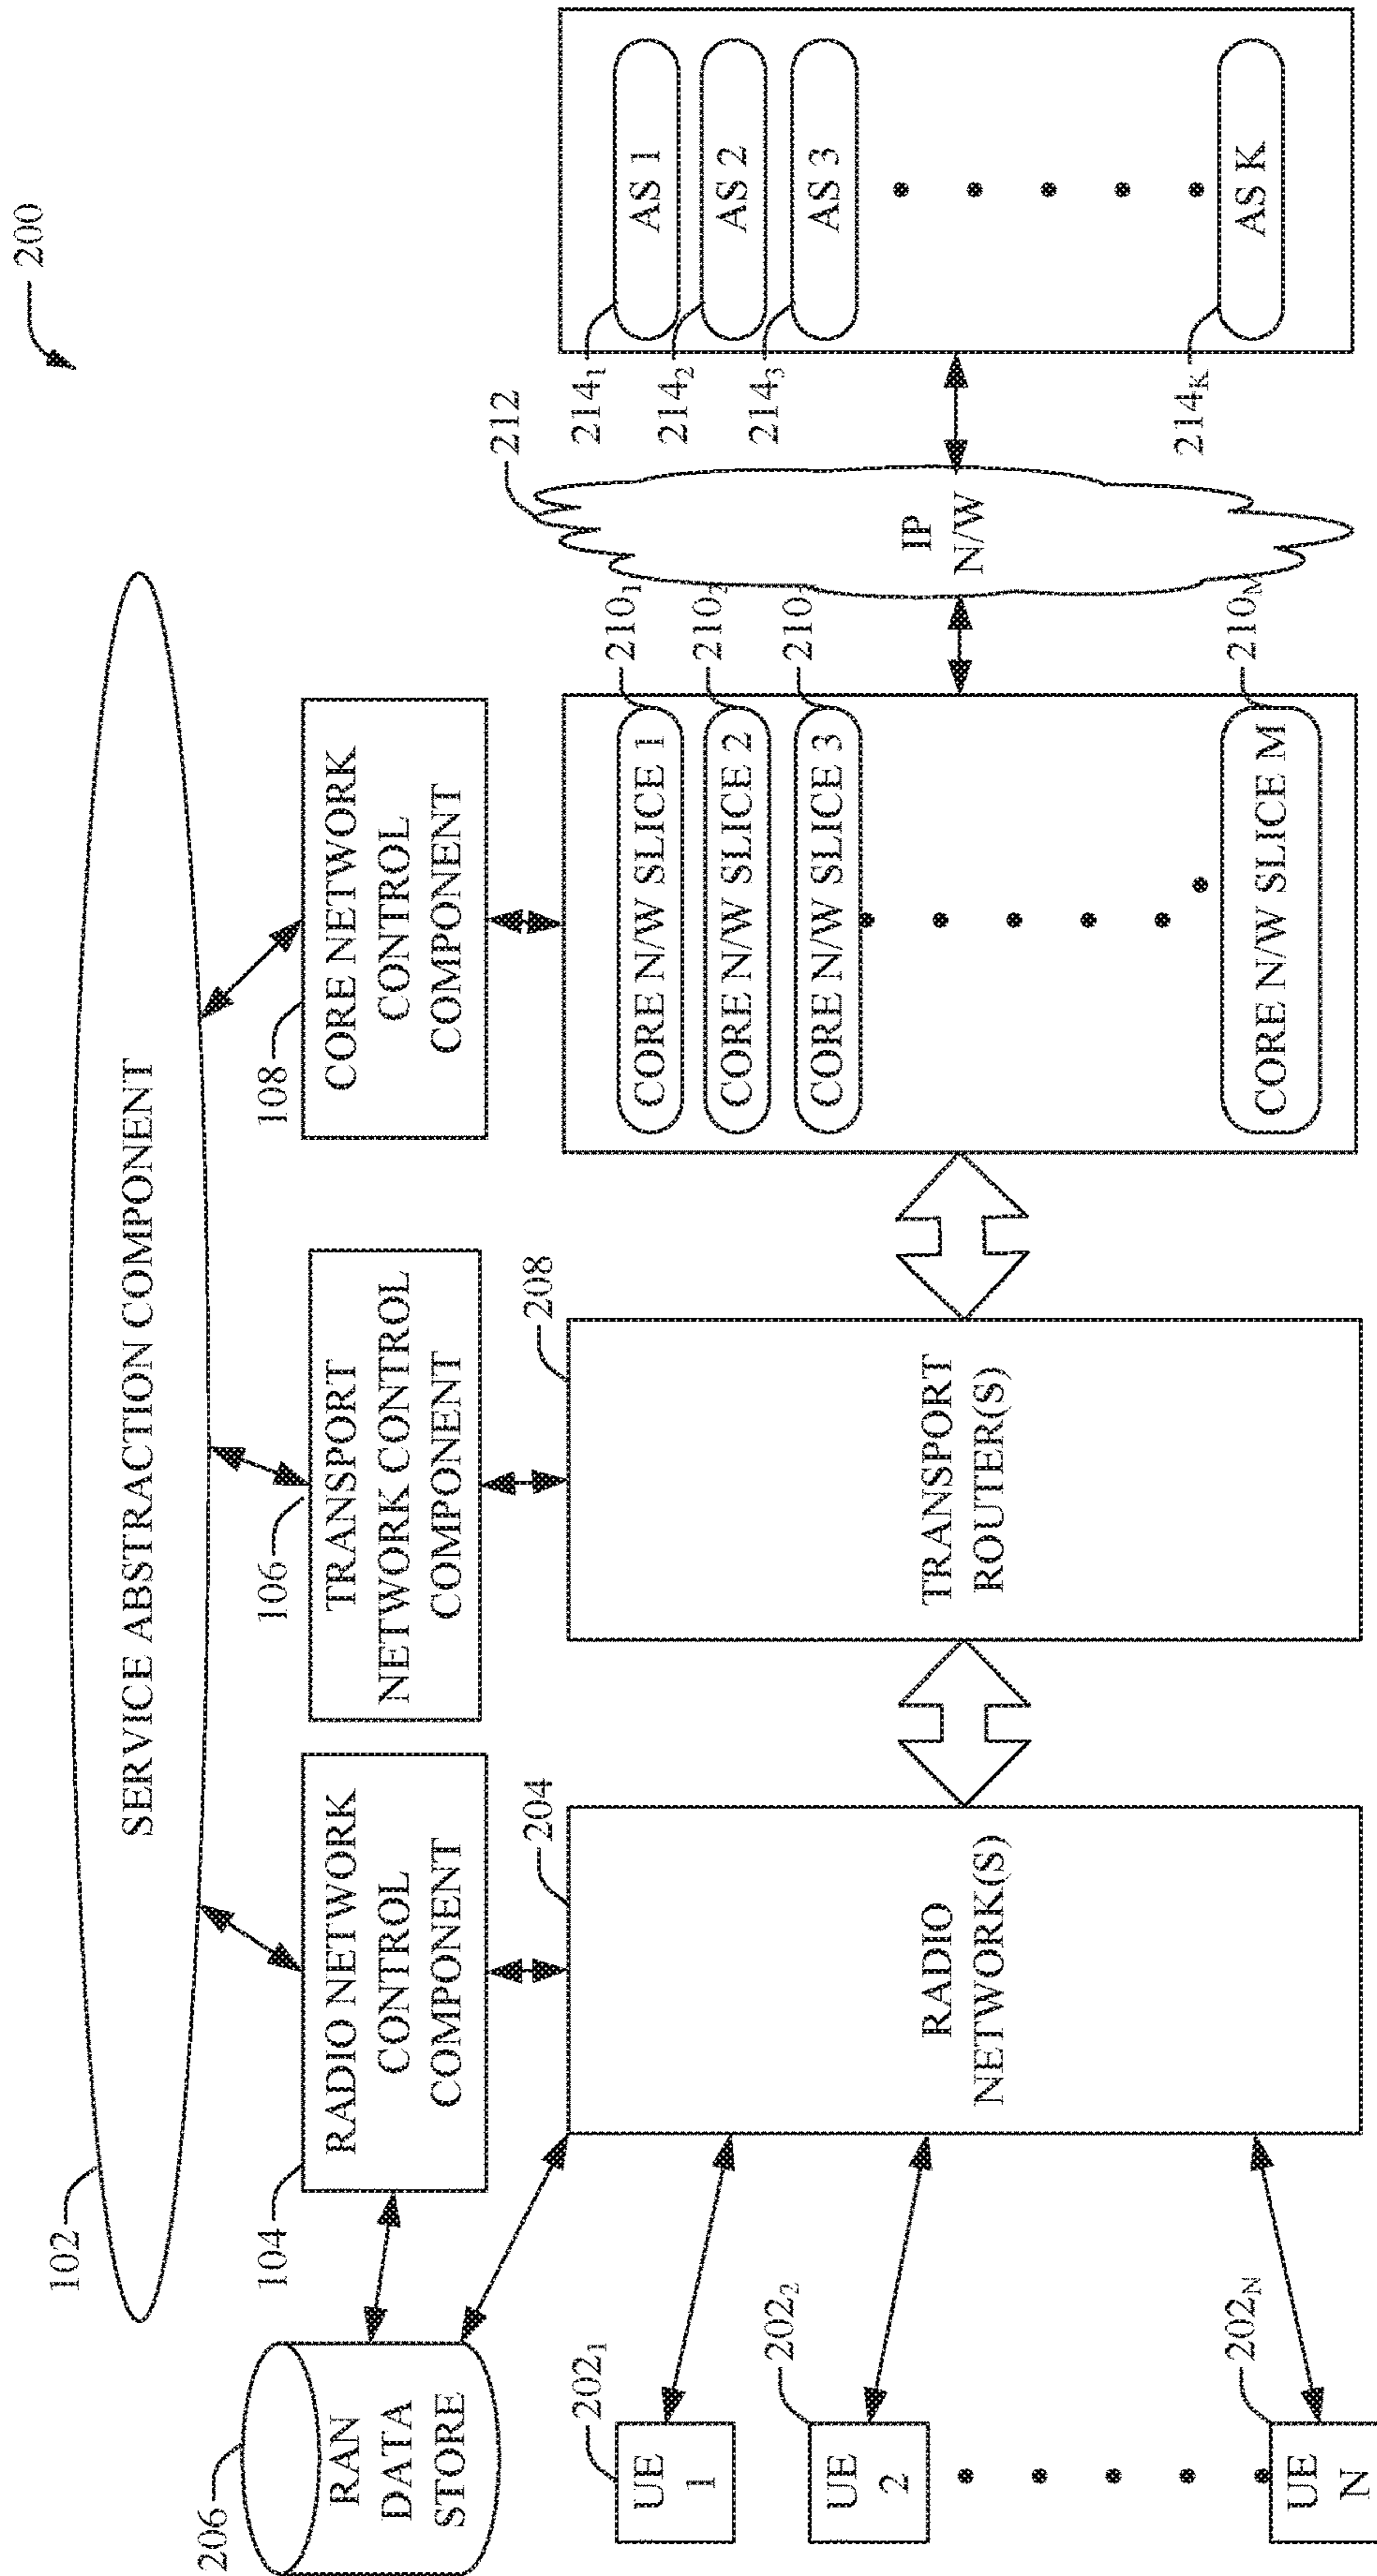 200
102
SERVICE ABSTRACTION COMPONENT
206
RAN
DATA
STORE
104
RADIO NETWORK
CONTROL
COMPONENT
106
TRANSPORT
NETWORK CONTROL
COMPONENT
108
CORE NETWORK
CONTROL
COMPONENT
202₁
UE
1
202₂
UE
2
202N
UE
N
204
RADIO
NETWORK(S)
208
TRANSPORT
ROUTER(S)
CORE N/W SLICE 1
210₁
CORE N/W SLICE 2
210₂
CORE N/W SLICE 3
210
CORE N/W SLICE M
210M
212
IP
N/W
214₁
AS 1
214₂
AS 2
214₃
AS 3
214K
AS K